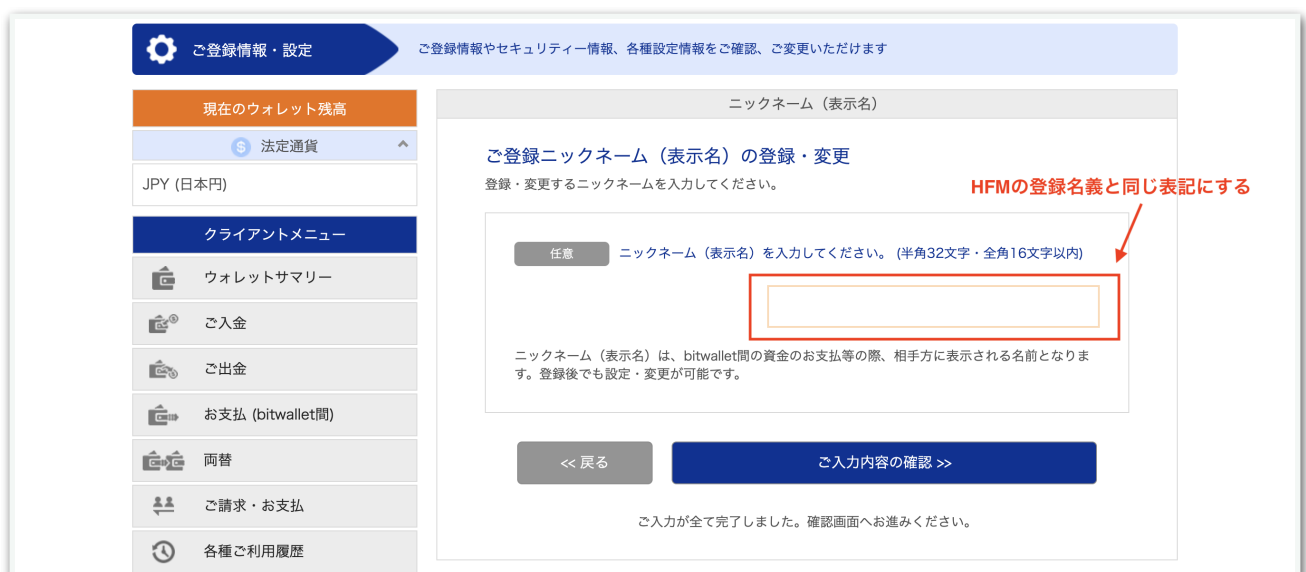 ご登録情報・設定
ご登録情報やセキュリティー情報、各種設定情報をご確認、ご変更いただけます
現在のウォレット残高
法定通貨
JPY (日本円)
クライアントメニュー
ウォレットサマリー
ご入金
ご出金
お支払 (bitwallet間)
両替
ご請求・お支払
各種ご利用履歴
ニックネーム（表示名）
ご登録ニックネーム（表示名）の登録・変更
登録・変更するニックネームを入力してください。
HFMの登録名義と同じ表記にする
任意
ニックネーム（表示名）を入力してください。 (半角32文字・全角16文字以内)
ニックネーム（表示名）は、bitwallet間の資金のお支払等の際、相手方に表示される名前となりま
す。登録後でも設定・変更が可能です。
<< 戻る
ご入力内容の確認 >>
ご入力が全て完了しました。確認画面へお進みください。